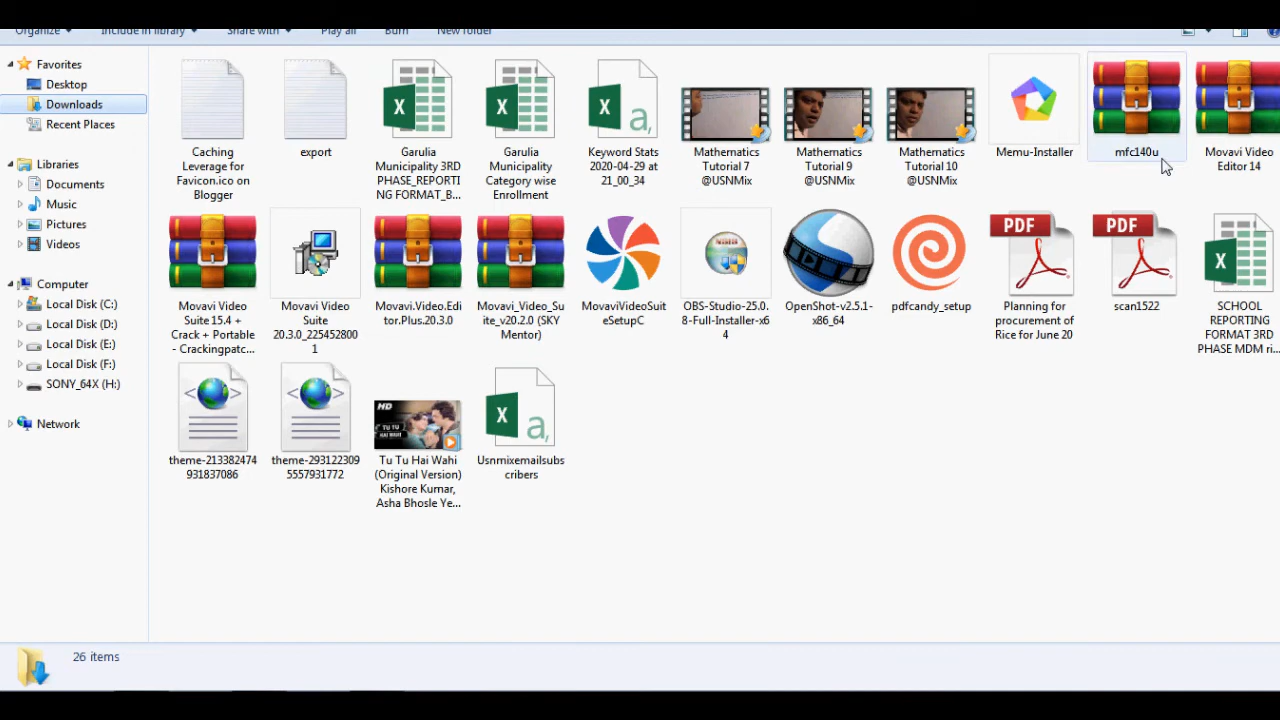 Organize
Include in library
Share with
Play all
Burn
New folder
Favorites
Desktop
Downloads
Recent Places
Libraries
Documents
Music
Pictures
Videos
Computer
Local Disk (C:)
Local Disk (D:)
Local Disk (E:)
Local Disk (F:)
SONY_64X (H:)
Network
Caching
Leverage for
Favicon.ico on
Blogger
export
Garulia
Municipality 3RD
PHASE_REPORTI
NG FORMAT_B...
Garulia
Municipality
Category wise
Enrollment
Keyword Stats
2020-04-29 at
21_00_34
Mathematics
Tutorial 7
@USNMix
Mathematics
Tutorial 9
@USNMix
Mathematics
Tutorial 10
@USNMix
Memu-Installer
mfc140u
Movavi Video
Editor 14
Movavi Video
Suite 15.4 +
Crack + Portable
- Crackingpatc...
Movavi Video
Suite
20.3.0_225452800
1
Movavi.Video.Edi
tor.Plus.20.3.0
Movavi_Video_Su
ite_v20.2.0 (SKY
Mentor)
MovaviVideoSuit
eSetupC
OBS-Studio-25.0.
8-Full-Installer-x6
4
OpenShot-v2.5.1-
x86_64
pdfcandy_setup
PDF
Planning for
procurement of
Rice for June 20
PDF
scan1522
SCHOOL
REPORTING
FORMAT 3RD
PHASE MDM ri...
theme-213382474
931837086
theme-293122309
5557931772
HD
TU TU
HAI WAHI
Tu Tu Hai Wahi
(Original Version)
Kishore Kumar,
Asha Bhosle Ye...
Usnmixemailsubs
cribers
26 items